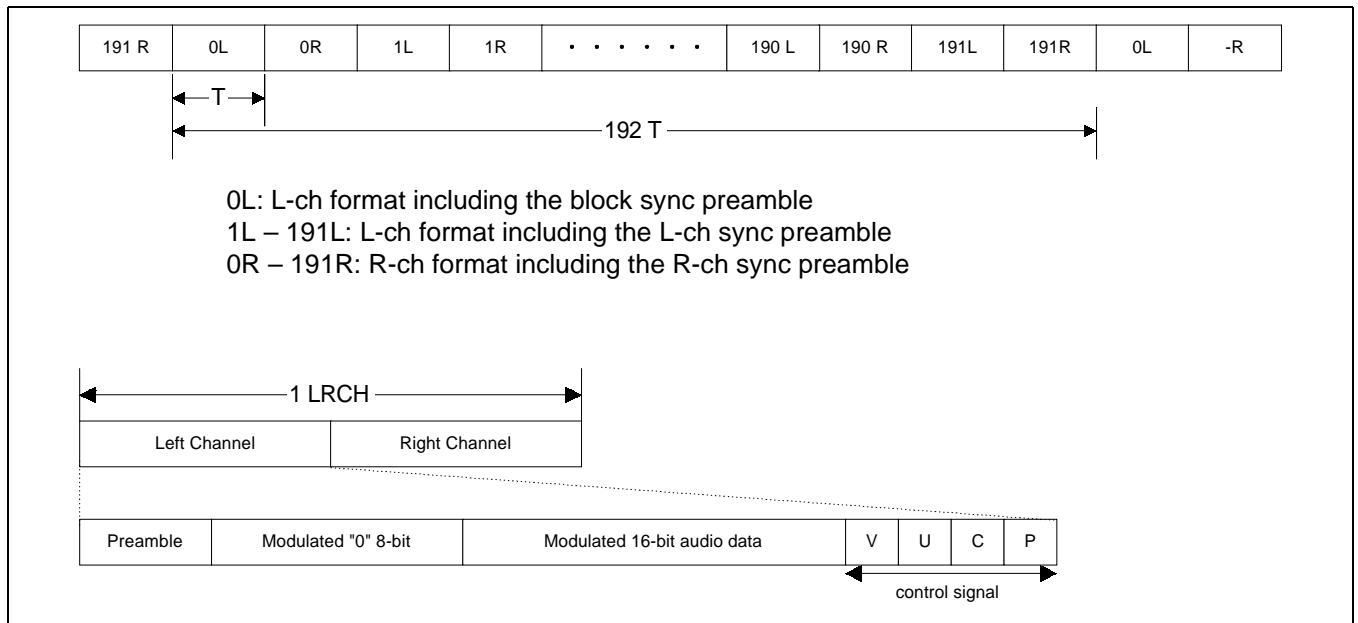 191 R 0L 0R 1L 1R · · · · · · 190 L 190 R 191L 191R 0L -R
T
192 T
0L: L-ch format including the block sync preamble
1L – 191L: L-ch format including the L-ch sync preamble
0R – 191R: R-ch format including the R-ch sync preamble
1 LRCH
Left Channel Right Channel
Preamble Modulated "0" 8-bit Modulated 16-bit audio data V U C P
control signal